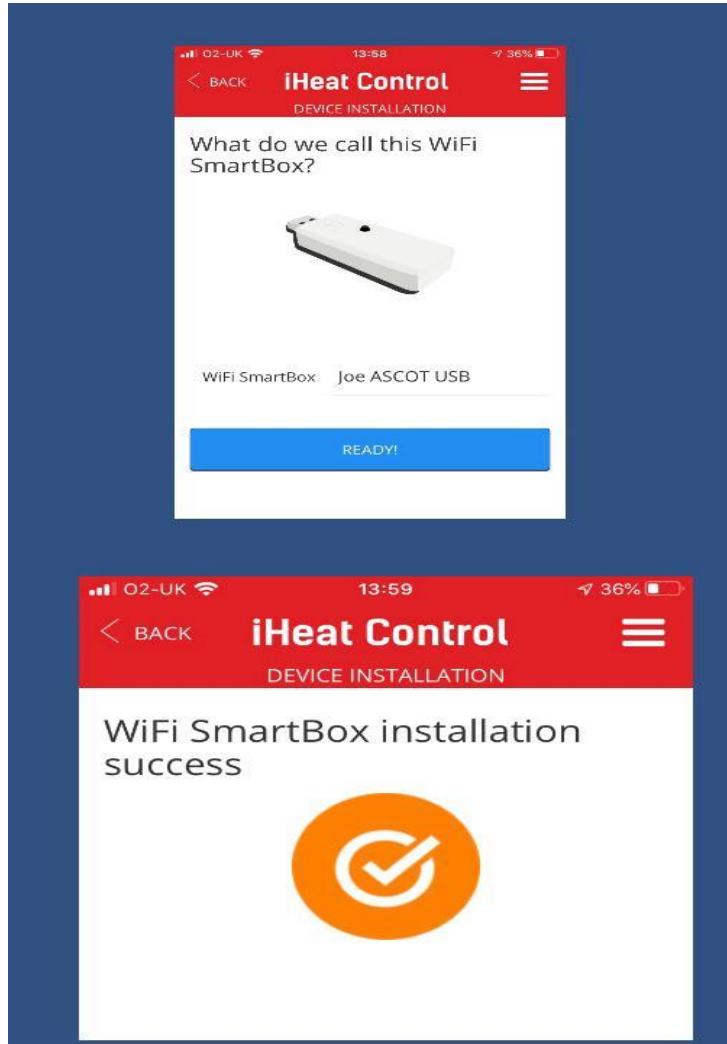 O2-UK 13:58 36%
< BACK iHeat Control
DEVICE INSTALLATION
What do we call this WiFi
SmartBox?
WiFi SmartBox Joe ASCOT USB
READY!
O2-UK 13:59 36%
< BACK iHeat Control
DEVICE INSTALLATION
WiFi SmartBox installation
success